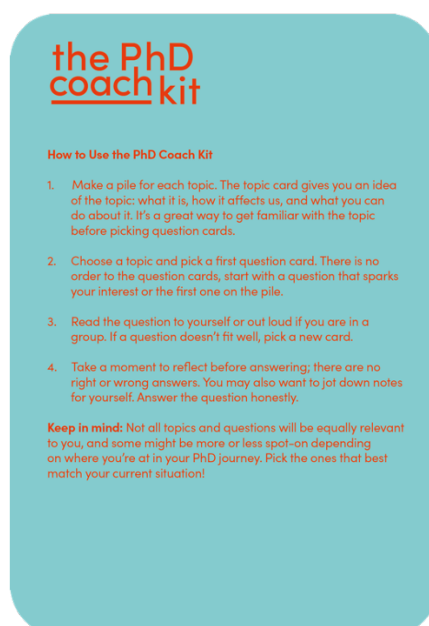 the PhD
coach kit
How to Use the PhD Coach Kit
1. Make a pile for each topic. The topic card gives you an idea
of the topic: what it is, how it affects us, and what you can
do about it. It's a great way to get familiar with the topic
before picking question cards.
2. Choose a topic and pick a first question card. There is no
order to the question cards, start with a question that sparks
your interest or the first one on the pile.
3. Read the question to yourself or out loud if you are in a
group. If a question doesn't fit well, pick a new card.
4. Take a moment to reflect before answering; there are no
right or wrong answers. You may also want to jot down notes
for yourself. Answer the question honestly.
Keep in mind: Not all topics and questions will be equally relevant
to you, and some might be more or less spot-on depending
on where you're at in your PhD journey. Pick the ones that best
match your current situation!